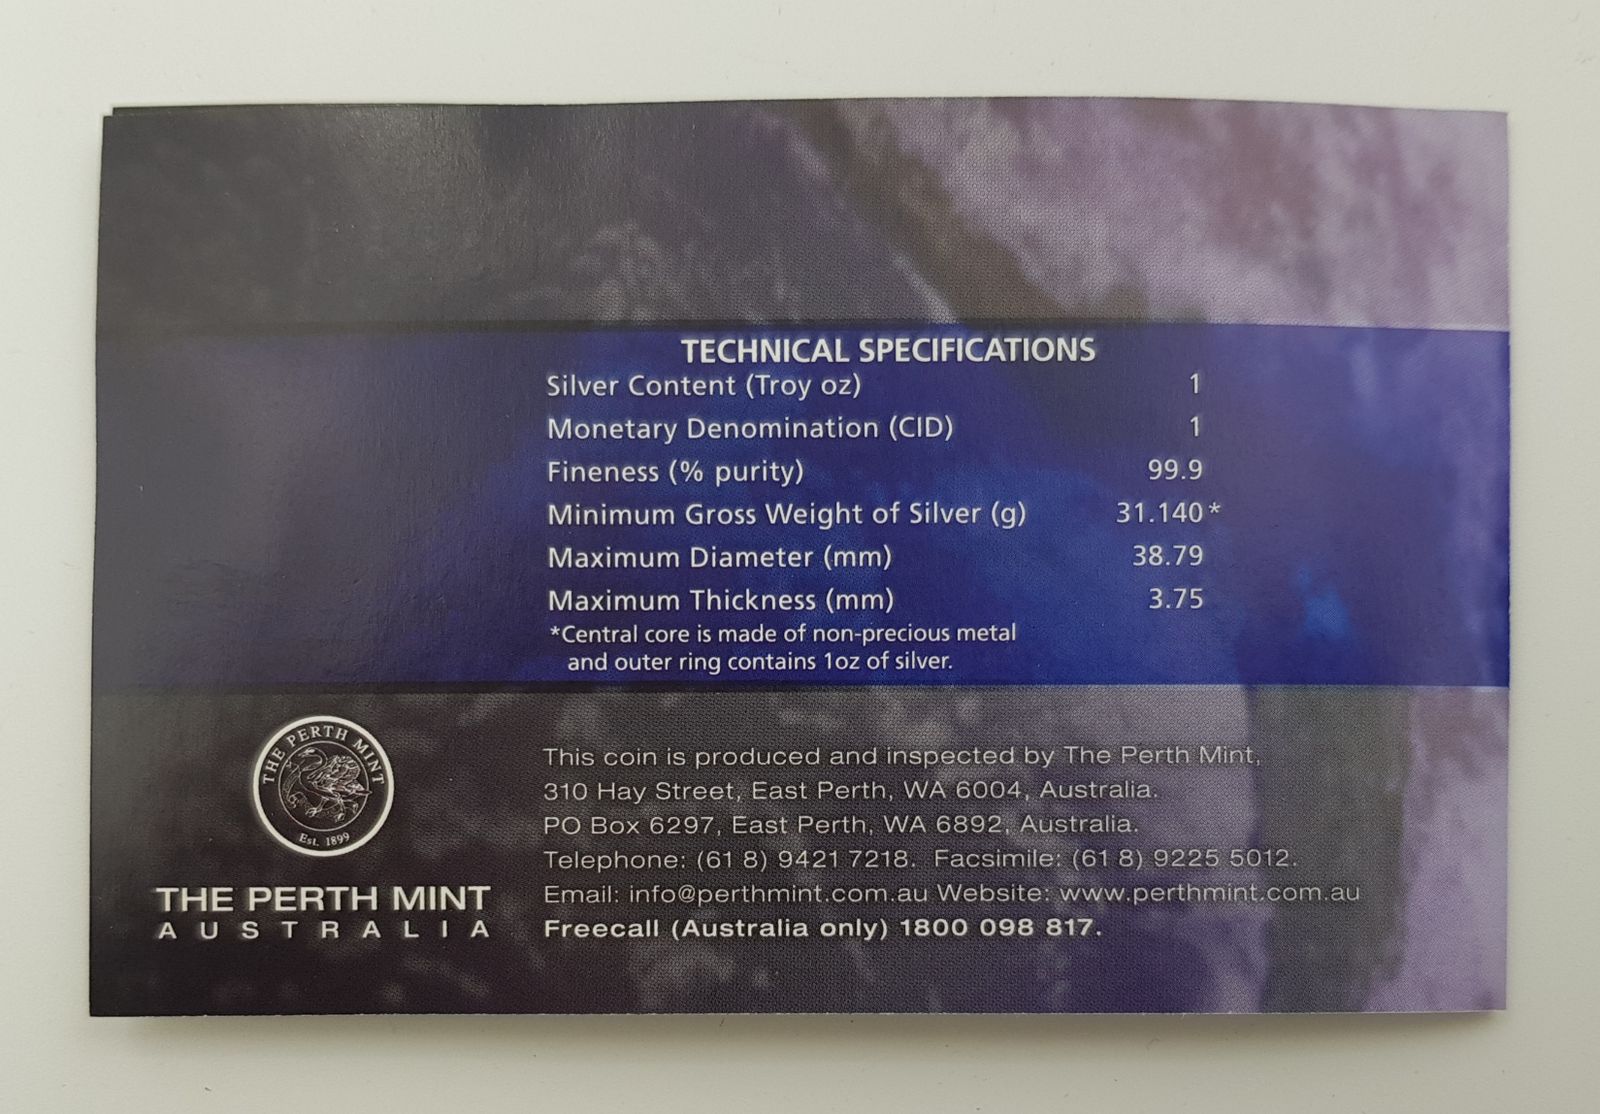 TECHNICAL SPECIFICATIONS
Silver Content (Troy oz) 1
Monetary Denomination (CID) 1
Fineness (% purity) 99.9
Minimum Gross Weight of Silver (g) 31.140*
Maximum Diameter (mm) 38.79
Maximum Thickness (mm) 3.75
*Central core is made of non-precious metal
and outer ring contains 1oz of silver.
THE PERTH MINT
Est. 1899
THE PERTH MINT
AUSTRALIA
This coin is produced and inspected by The Perth Mint,
310 Hay Street, East Perth, WA 6004, Australia.
PO Box 6297, East Perth, WA 6892, Australia.
Telephone: (61 8) 9421 7218. Facsimile: (61 8) 9225 5012.
Email: info@perthmint.com.au Website: www.perthmint.com.au
Freecall (Australia only) 1800 098 817.